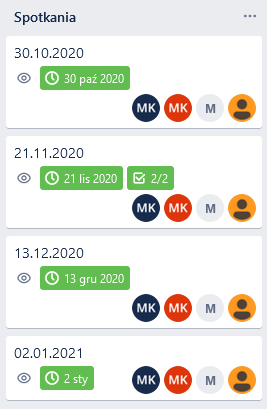 Spotkania ...
30.10.2020
30 paź 2020
MK MK M
21.11.2020
21 lis 2020 2/2
MK MK M
13.12.2020
13 gru 2020
MK MK M
02.01.2021
2 sty MK MK M